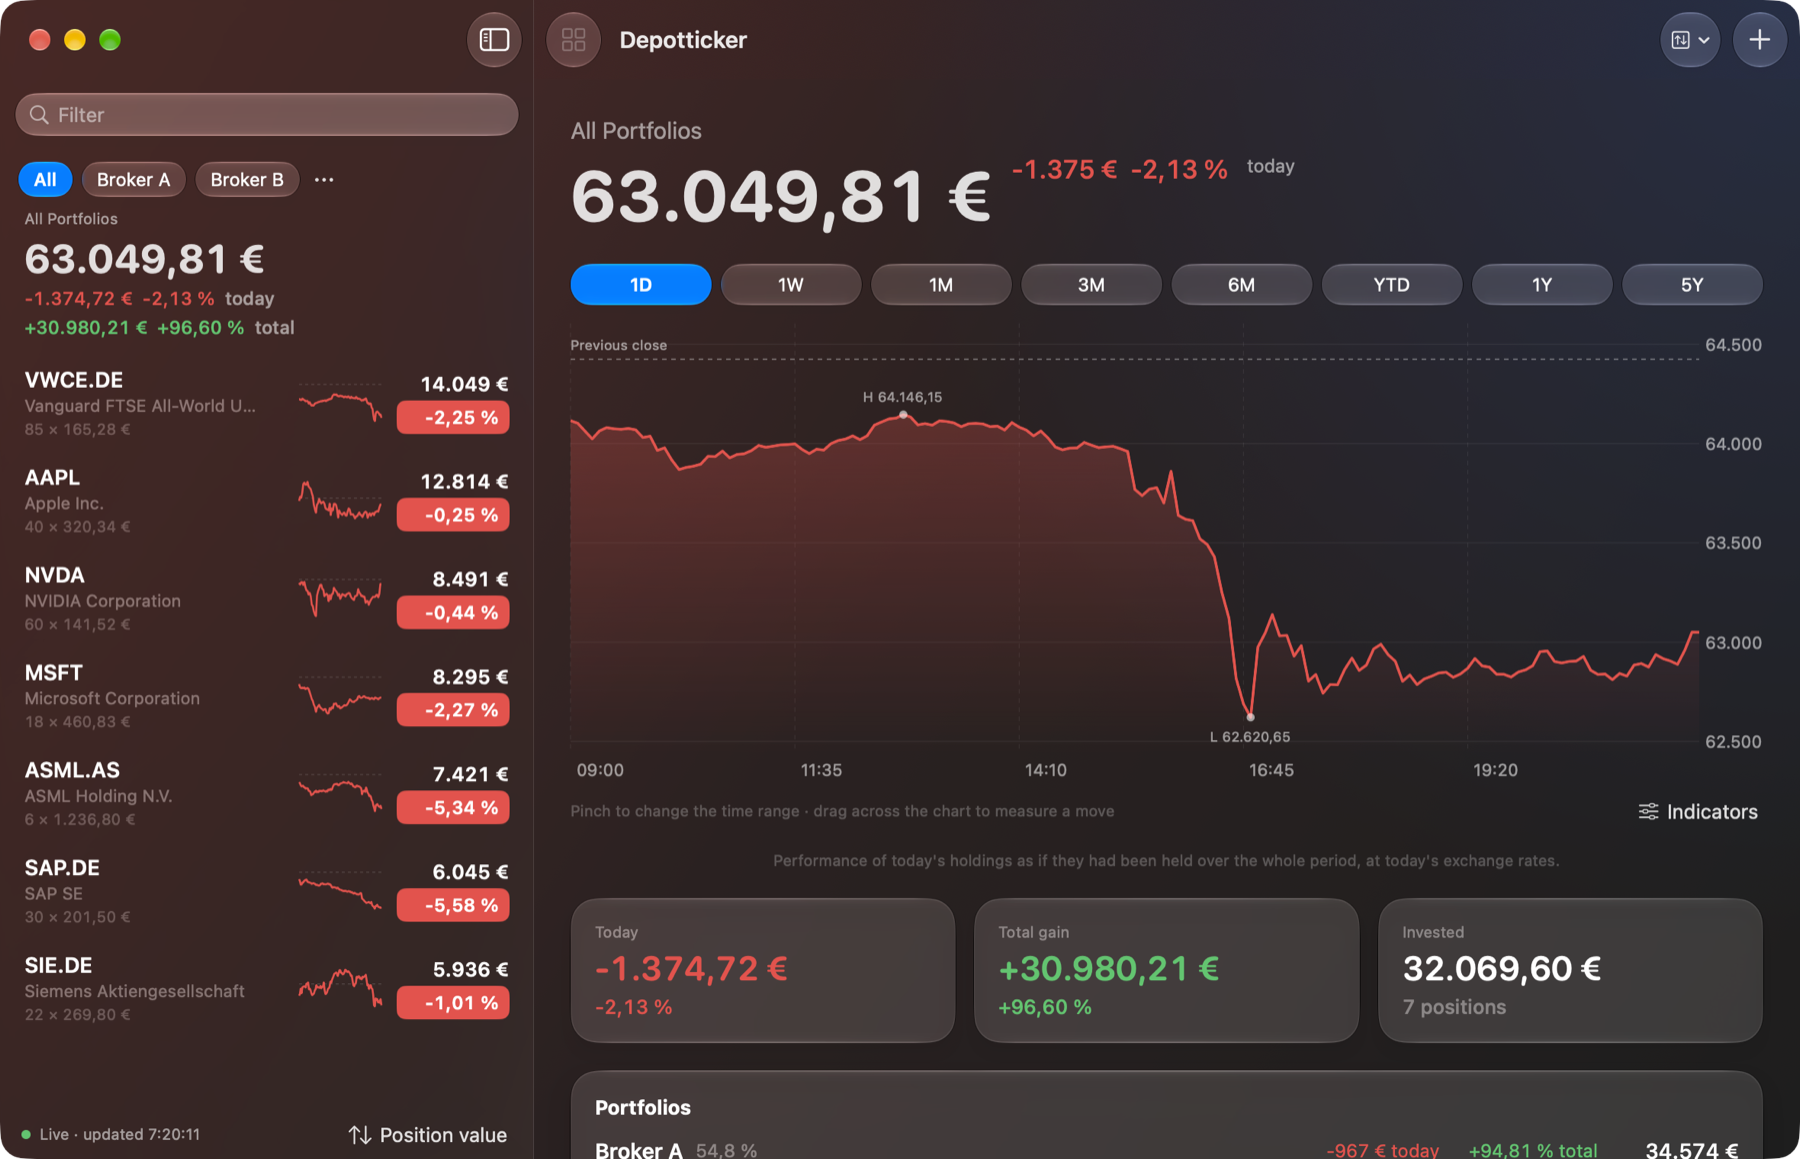 Depotticker
Filter
All
Broker A
Broker B
···
All Portfolios
63.049,81 €
-1.374,72 € -2,13 % today
+30.980,21 € +96,60 % total
VWCE.DE
Vanguard FTSE All-World U...
85 × 165,28 €
14.049 €
-2,25 %
AAPL
Apple Inc.
40 × 320,34 €
12.814 €
-0,25 %
NVDA
NVIDIA Corporation
60 × 141,52 €
8.491 €
-0,44 %
MSFT
Microsoft Corporation
18 × 460,83 €
8.295 €
-2,27 %
ASML.AS
ASML Holding N.V.
6 × 1.236,80 €
7.421 €
-5,34 %
SAP.DE
SAP SE
30 × 201,50 €
6.045 €
-5,58 %
SIE.DE
Siemens Aktiengesellschaft
22 × 269,80 €
5.936 €
-1,01 %
Live · updated 7:20:11
Position value
All Portfolios
63.049,81 € -1.375 € -2,13 % today
1D 1W 1M 3M 6M YTD 1Y 5Y
Previous close
64.500
H 64.146,15
64.000
63.500
63.000
L 62.620,65
62.500
09:00 11:35 14:10 16:45 19:20
Pinch to change the time range · drag across the chart to measure a move
Indicators
Performance of today's holdings as if they had been held over the whole period, at today's exchange rates.
Today
-1.374,72 €
-2,13 %
Total gain
+30.980,21 €
+96,60 %
Invested
32.069,60 €
7 positions
Portfolios
Broker A 54,8 % -967 € today +94,81 % total 34.574 €